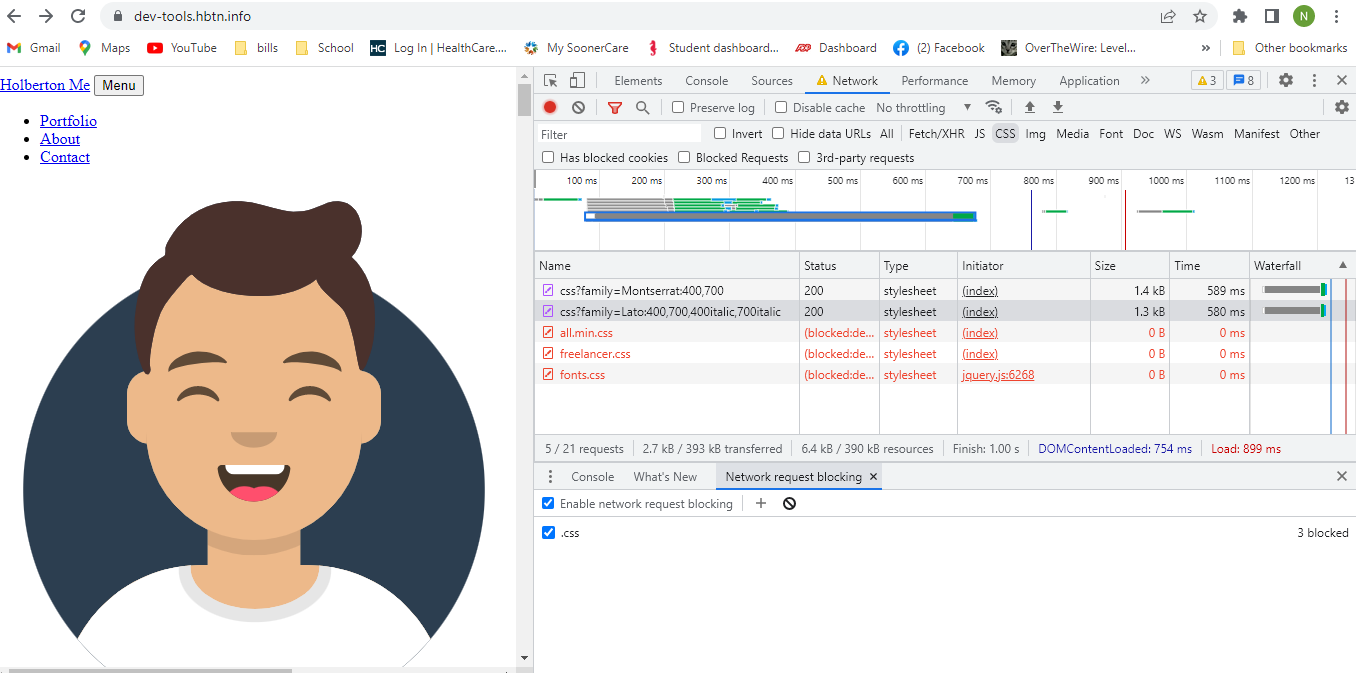 dev-tools.hbtn.info
N
Gmail Maps YouTube bills School HC Log In | HealthCare.... My SoonerCare Student dashboard... Dashboard (2) Facebook OverTheWire: Level... » Other bookmarks
Holberton Me Menu
Portfolio
About
Contact
Elements Console Sources Network Performance Memory Application » 3 8
Preserve log Disable cache No throttling
Filter Invert Hide data URLs All Fetch/XHR JS CSS Img Media Font Doc WS Wasm Manifest Other
Has blocked cookies Blocked Requests 3rd-party requests
100 ms 200 ms 300 ms 400 ms 500 ms 600 ms 700 ms 800 ms 900 ms 1000 ms 1100 ms 1200 ms 13
Name Status Type Initiator Size Time Waterfall
css?family=Montserrat:400,700 200 stylesheet (index) 1.4 kB 589 ms
css?family=Lato:400,700,400italic,700italic 200 stylesheet (index) 1.3 kB 580 ms
all.min.css (blocked:de... stylesheet (index) 0 B 0 ms
freelancer.css (blocked:de... stylesheet (index) 0 B 0 ms
fonts.css (blocked:de... stylesheet jquery.js:6268 0 B 0 ms
5 / 21 requests 2.7 kB / 393 kB transferred 6.4 kB / 390 kB resources Finish: 1.00 s DOMContentLoaded: 754 ms Load: 899 ms
Console What's New Network request blocking
Enable network request blocking
.css 3 blocked